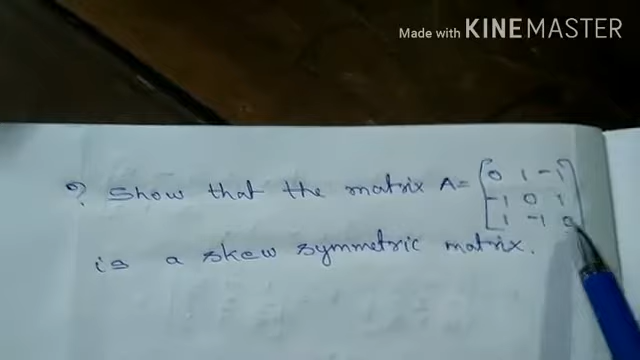 Made with KINEMASTER
? Show that the matrix A = [0 1 -1
-1 0 1
1 -1 0]
is a skew symmetric matrix.